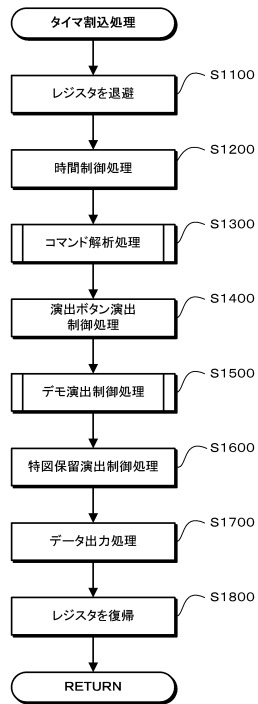 タイマ割込処理
レジスタを退避
S1100
時間制御処理
S1200
コマンド解析処理
S1300
演出ボタン演出
制御処理
S1400
デモ演出制御処理
S1500
特図保留演出制御処理
S1600
データ出力処理
S1700
レジスタを復帰
S1800
RETURN